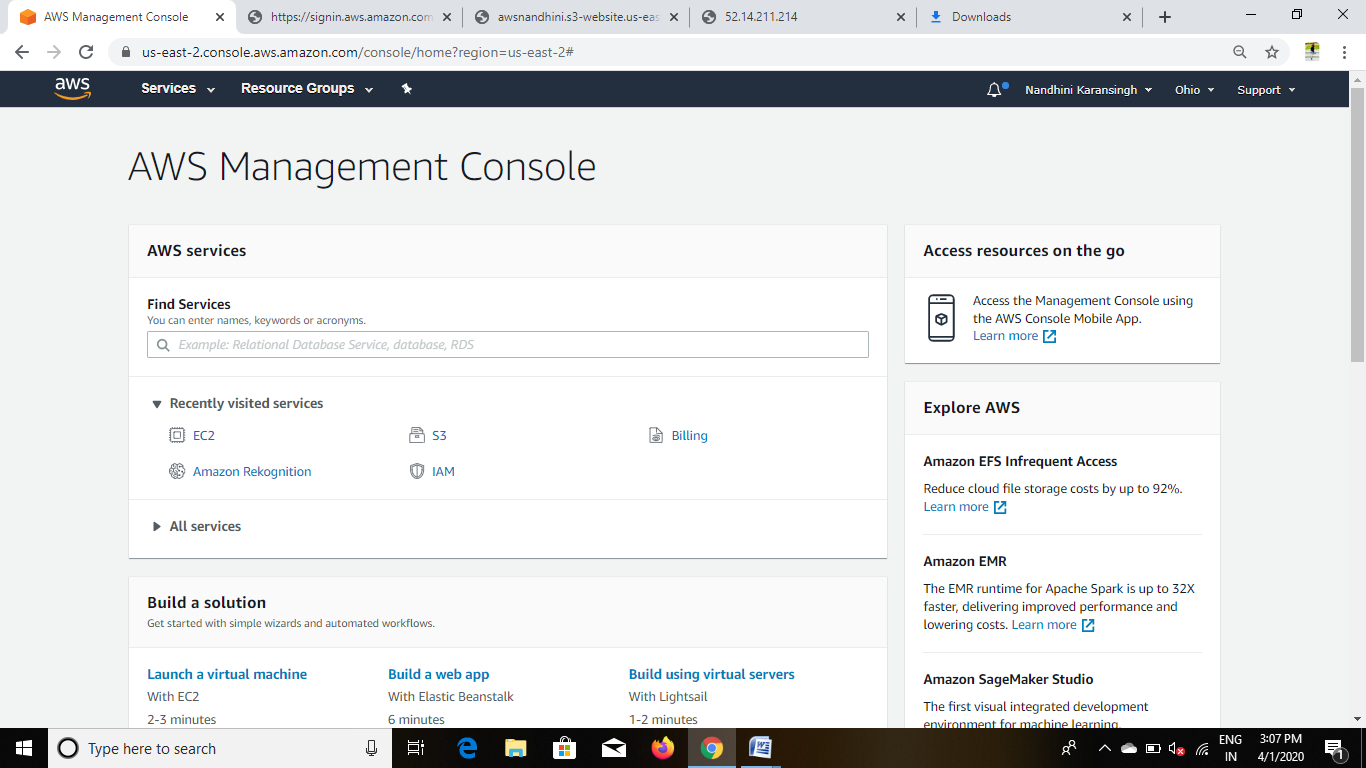 AWS Management Console
https://signin.aws.amazon.com
awsnandhini.s3-website.us-eas
52.14.211.214
Downloads
us-east-2.console.aws.amazon.com/console/home?region=us-east-2#
aws
Services
Resource Groups
Nandhini Karansingh
Ohio
Support
AWS Management Console
AWS services
Find Services
You can enter names, keywords or acronyms.
Example: Relational Database Service, database, RDS
Recently visited services
EC2
S3
Billing
Amazon Rekognition
IAM
All services
Build a solution
Get started with simple wizards and automated workflows.
Launch a virtual machine
With EC2
2-3 minutes
Build a web app
With Elastic Beanstalk
6 minutes
Build using virtual servers
With Lightsail
1-2 minutes
Access resources on the go
Access the Management Console using
the AWS Console Mobile App.
Learn more
Explore AWS
Amazon EFS Infrequent Access
Reduce cloud file storage costs by up to 92%.
Learn more
Amazon EMR
The EMR runtime for Apache Spark is up to 32X
faster, delivering improved performance and
lowering costs. Learn more
Amazon SageMaker Studio
The first visual integrated development
environment for machine learning.
Type here to search
ENG
IN
3:07 PM
4/1/2020
1